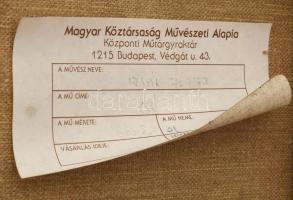 Magyar Köztársaság Művészeti Alapja
Központi Műtárgyraktár
1215 Budapest, Védgát u. 43.
A MŰVÉSZ NEVE:
A MŰ CÍME:
A MŰ MÉRETE:
A MŰ NEME:
VÁSÁRLÁS IDEJE:
darabanth